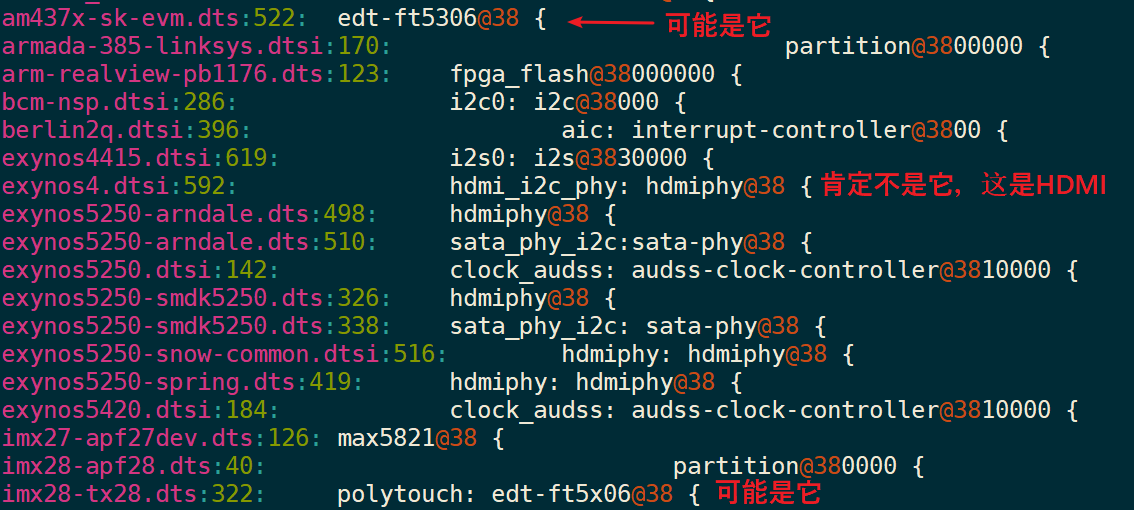 am437x-sk-evm.dts:522: edt-ft5306@38 { 可能是它
armada-385-linksys.dtsi:170: partition@3800000 {
arm-realview-pb1176.dts:123: fpga_flash@38000000 {
bcm-nsp.dtsi:286: i2c0: i2c@38000 {
berlin2q.dtsi:396: aic: interrupt-controller@3800 {
exynos4415.dtsi:619: i2s0: i2s@3830000 {
exynos4.dtsi:592: hdmi_i2c_phy: hdmiphy@38 { 肯定不是它，这是HDMI
exynos5250-arndale.dts:498: hdmiphy@38 {
exynos5250-arndale.dts:510: sata_phy_i2c:sata-phy@38 {
exynos5250.dtsi:142: clock_audss: audss-clock-controller@3810000 {
exynos5250-smdk5250.dts:326: hdmiphy@38 {
exynos5250-smdk5250.dts:338: sata_phy_i2c: sata-phy@38 {
exynos5250-snow-common.dtsi:516: hdmiphy: hdmiphy@38 {
exynos5250-spring.dts:419: hdmiphy: hdmiphy@38 {
exynos5420.dtsi:184: clock_audss: audss-clock-controller@3810000 {
imx27-apf27dev.dts:126: max5821@38 {
imx28-apf28.dts:40: partition@380000 {
imx28-tx28.dts:322: polytouch: edt-ft5x06@38 { 可能是它